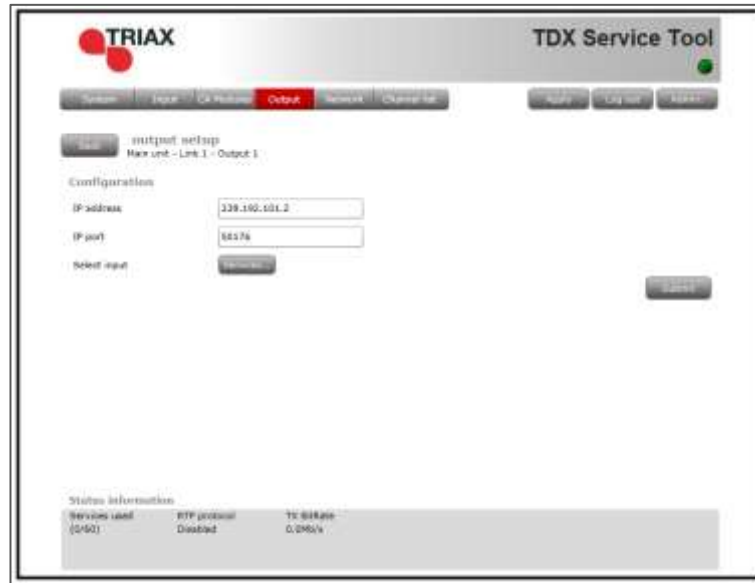 TRIAX
TDX Service Tool
System Input CA Modules Output Network Channel list
Apply Log out Admin
Back
output setup
Main unit - Link 1 - Output 1
Configuration
IP address 239.192.101.2
IP port 50176
Select input Services...
Submit
Status information
Services used RTP protocol TX BitRate
(0/60) Disabled 0.0Mb/s